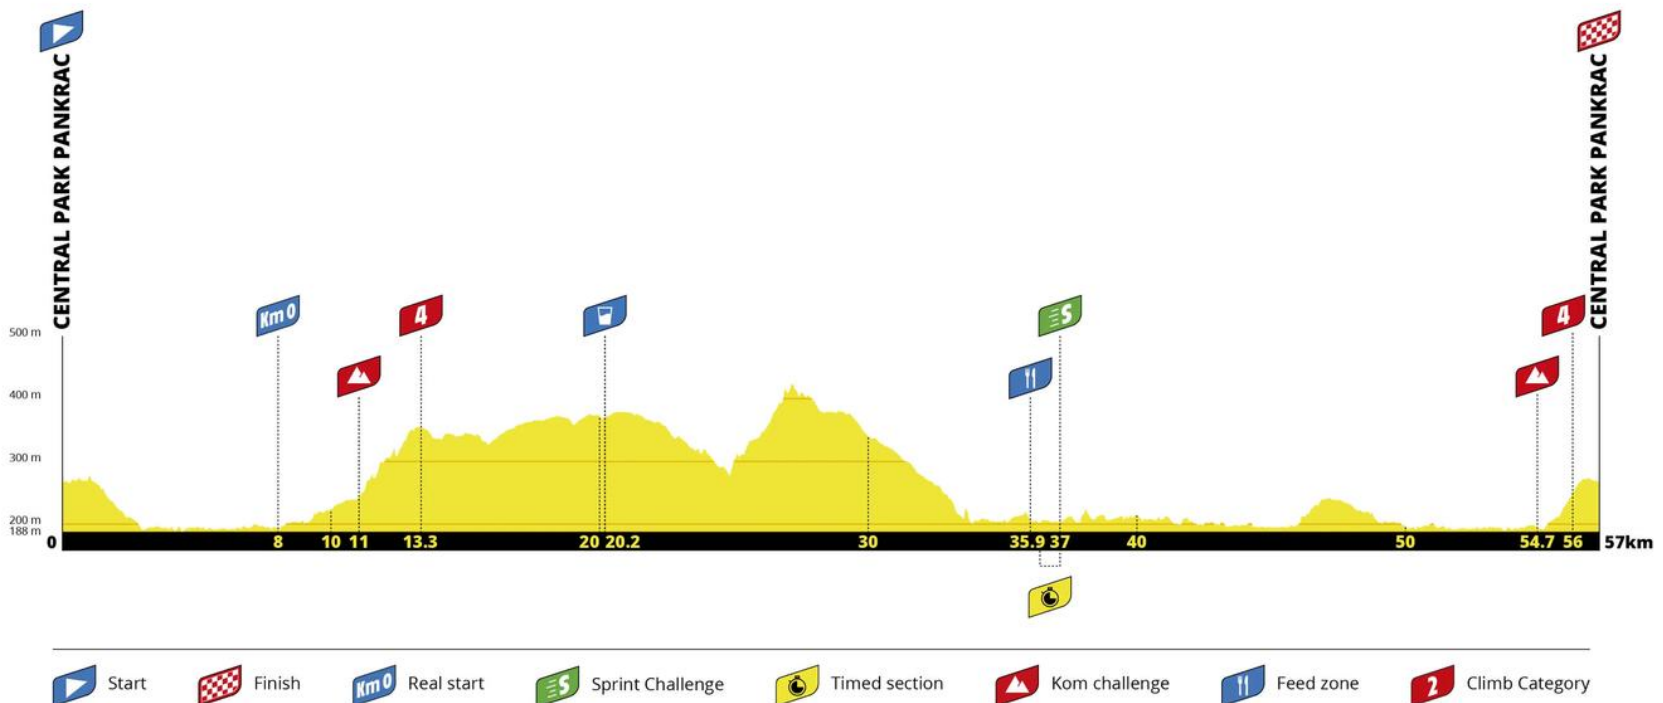 CENTRAL PARK PANKRAC
CENTRAL PARK PANKRAC
Km 0
4
S
4
500 m
400 m
300 m
200 m
188 m
0
8
10
11
13.3
20
20.2
30
35.9
37
40
50
54.7
56
57km
Start
Finish
Km 0
Real start
S
Sprint Challenge
Timed section
Kom challenge
Feed zone
2
Climb Category